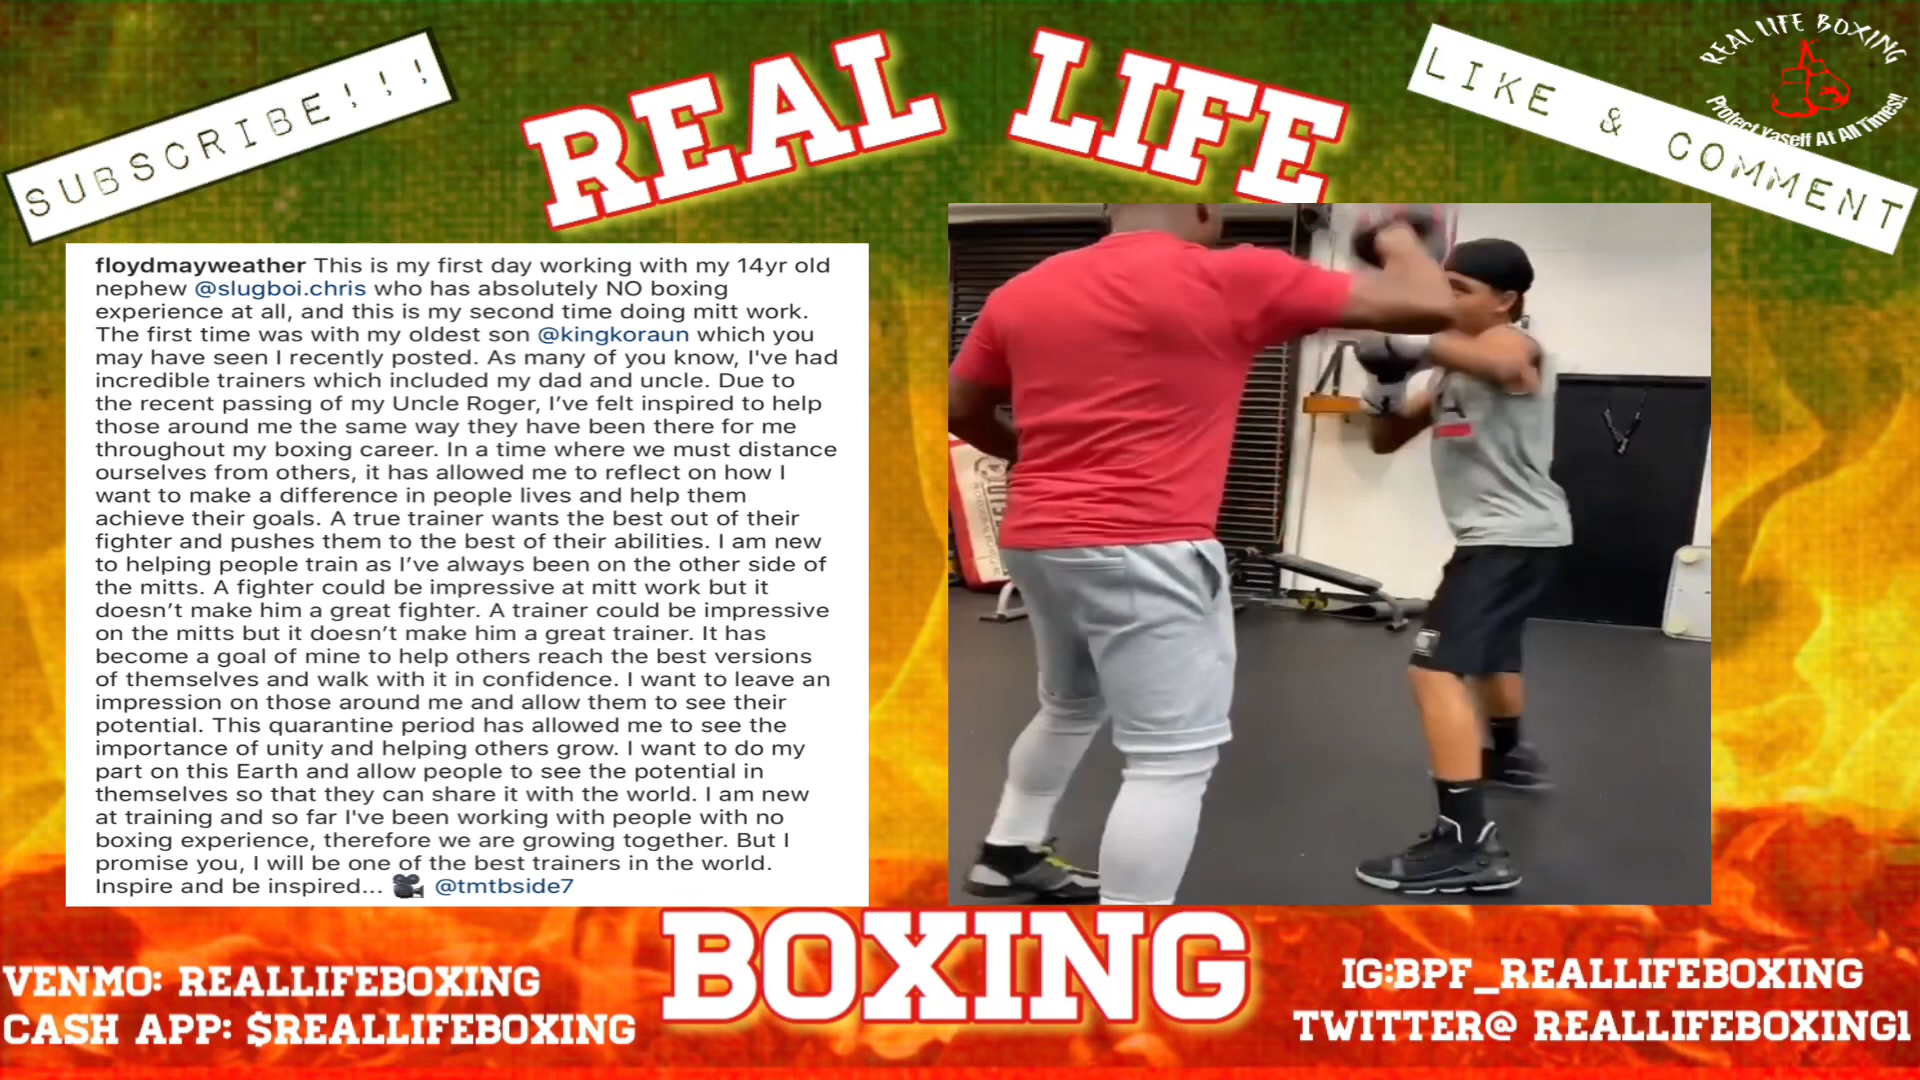 SUBSCRIBE!!!
REAL LIFE
LIKE & COMMENT
REAL LIFE BOXING
Protect Yaself At All Times!!
floydmayweather This is my first day working with my 14yr old
nephew @slugboi.chris who has absolutely NO boxing
experience at all, and this is my second time doing mitt work.
The first time was with my oldest son @kingkoraun which you
may have seen I recently posted. As many of you know, I've had
incredible trainers which included my dad and uncle. Due to
the recent passing of my Uncle Roger, I’ve felt inspired to help
those around me the same way they have been there for me
throughout my boxing career. In a time where we must distance
ourselves from others, it has allowed me to reflect on how I
want to make a difference in people lives and help them
achieve their goals. A true trainer wants the best out of their
fighter and pushes them to the best of their abilities. I am new
to helping people train as I’ve always been on the other side of
the mitts. A fighter could be impressive at mitt work but it
doesn’t make him a great fighter. A trainer could be impressive
on the mitts but it doesn’t make him a great trainer. It has
become a goal of mine to help others reach the best versions
of themselves and walk with it in confidence. I want to leave an
impression on those around me and allow them to see their
potential. This quarantine period has allowed me to see the
importance of unity and helping others grow. I want to do my
part on this Earth and allow people to see the potential in
themselves so that they can share it with the world. I am new
at training and so far I've been working with people with no
boxing experience, therefore we are growing together. But I
promise you, I will be one of the best trainers in the world.
Inspire and be inspired... @tmtbside7
BOXING
VENMO: REALLIFEBOXING
CASH APP: $REALLIFEBOXING
IG:BPF_REALLIFEBOXING
TWITTER@ REALLIFEBOXING1